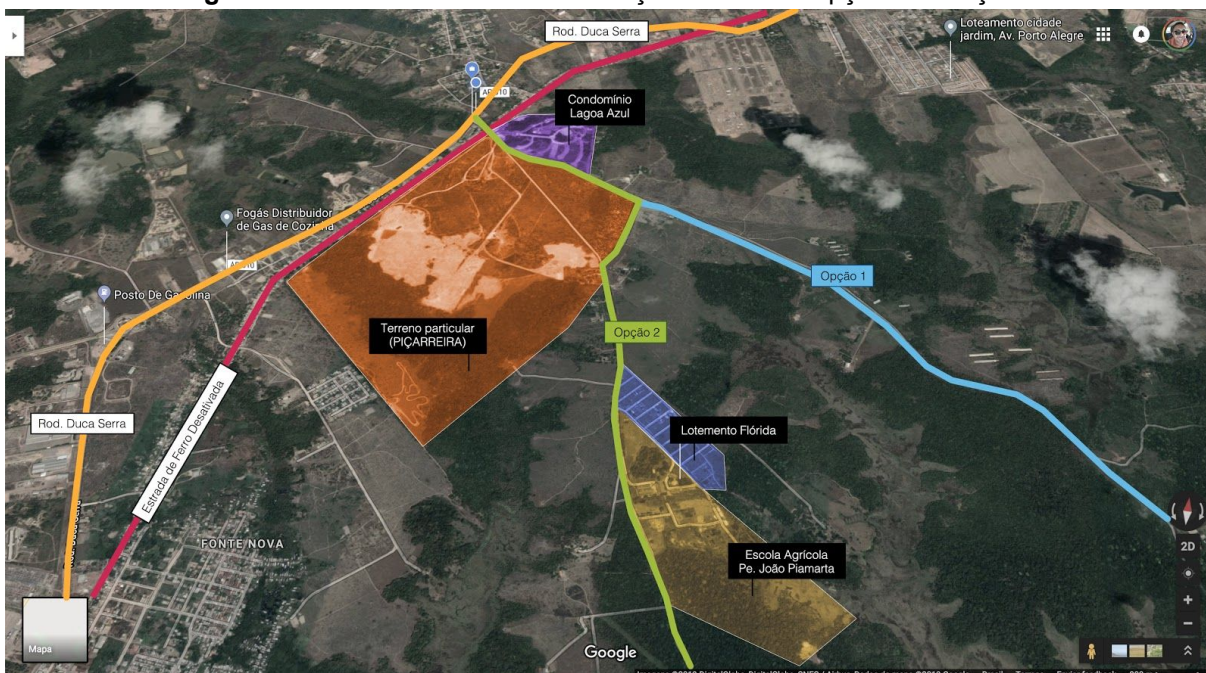 Rod. Duca Serra
Loteamento cidade
jardim, Av. Porto Alegre
Condomínio
Lagoa Azul
Fogás Distribuidor
de Gas de Cozinha
Posto De Gasolina
Opção 1
Terreno particular
(PIÇARREIRA)
Opção 2
Rod. Duca Serra
Estrada de Ferro Desativada
Lotemento Flórida
FONTE NOVA
Escola Agrícola
Pe. João Piamarta
2D
Mapa
Google